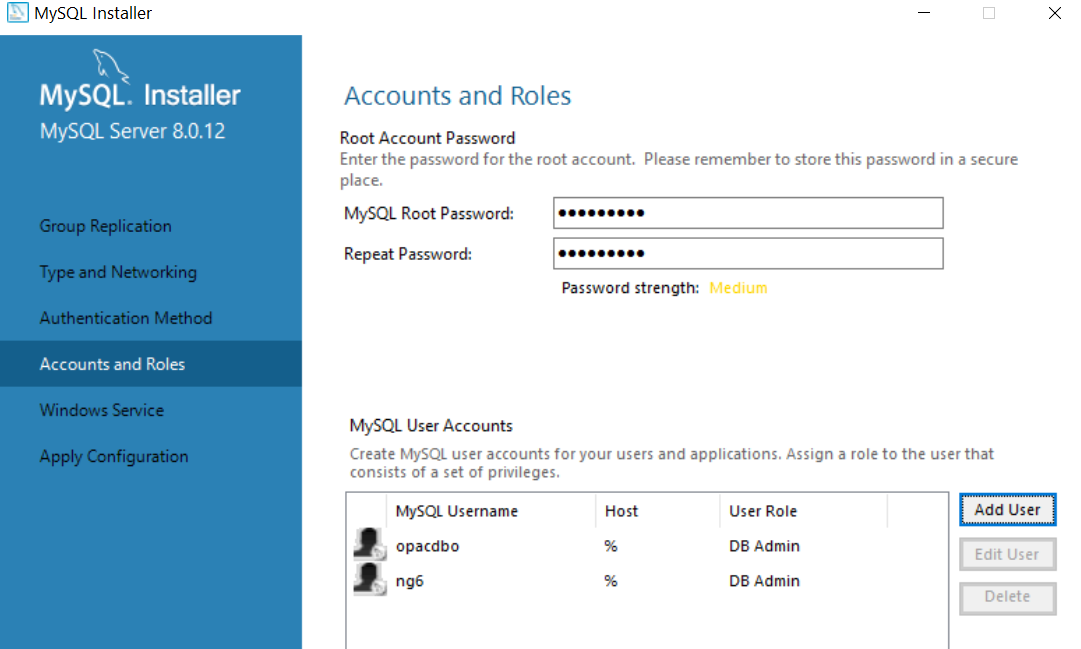 MySQL Installer
MySQL. Installer
MySQL Server 8.0.12
Group Replication
Type and Networking
Authentication Method
Accounts and Roles
Windows Service
Apply Configuration
Accounts and Roles
Root Account Password
Enter the password for the root account. Please remember to store this password in a secure
place.
MySQL Root Password: •••••••••
Repeat Password: •••••••••
Password strength: Medium
MySQL User Accounts
Create MySQL user accounts for your users and applications. Assign a role to the user that
consists of a set of privileges.
MySQL Username Host User Role
opacdbo % DB Admin
ng6 % DB Admin
Add User
Edit User
Delete